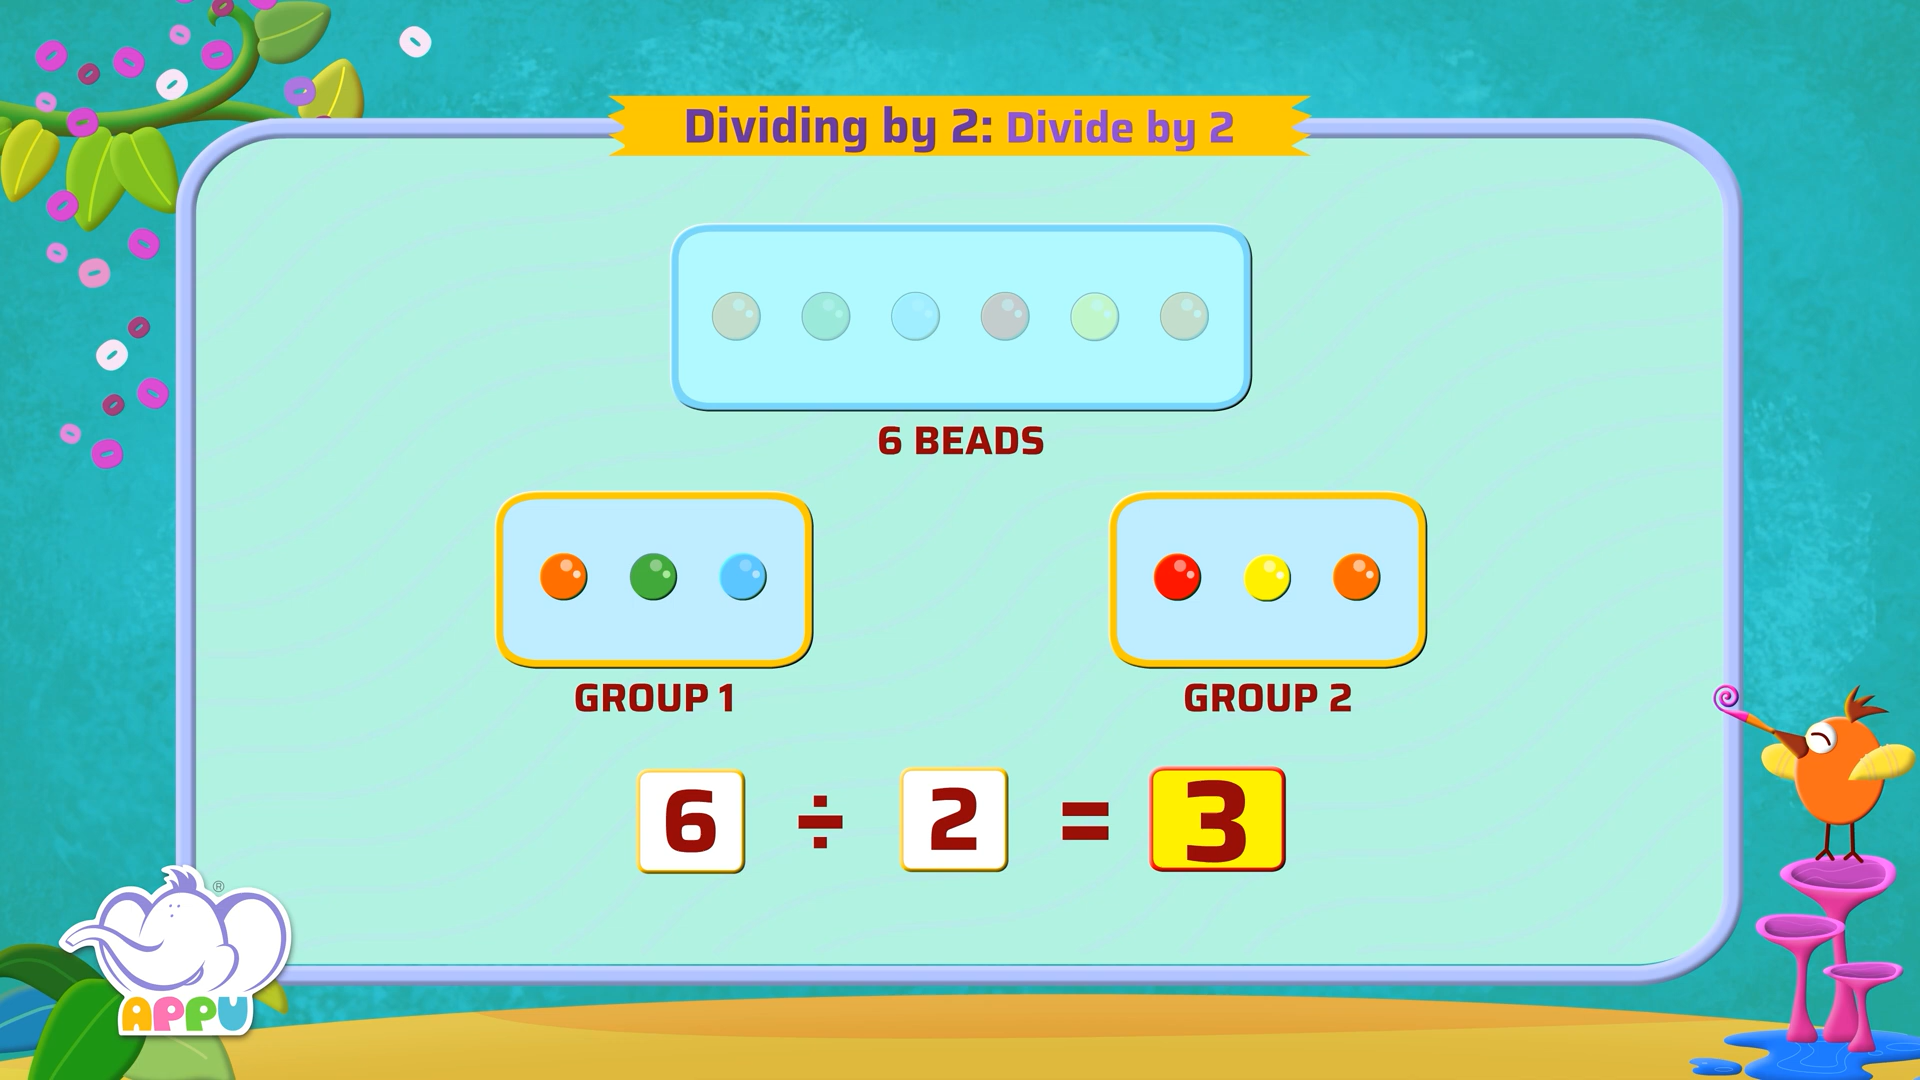 Dividing by 2: Divide by 2
6 BEADS
GROUP 1
GROUP 2
6 ÷ 2 = 3
®
APPU